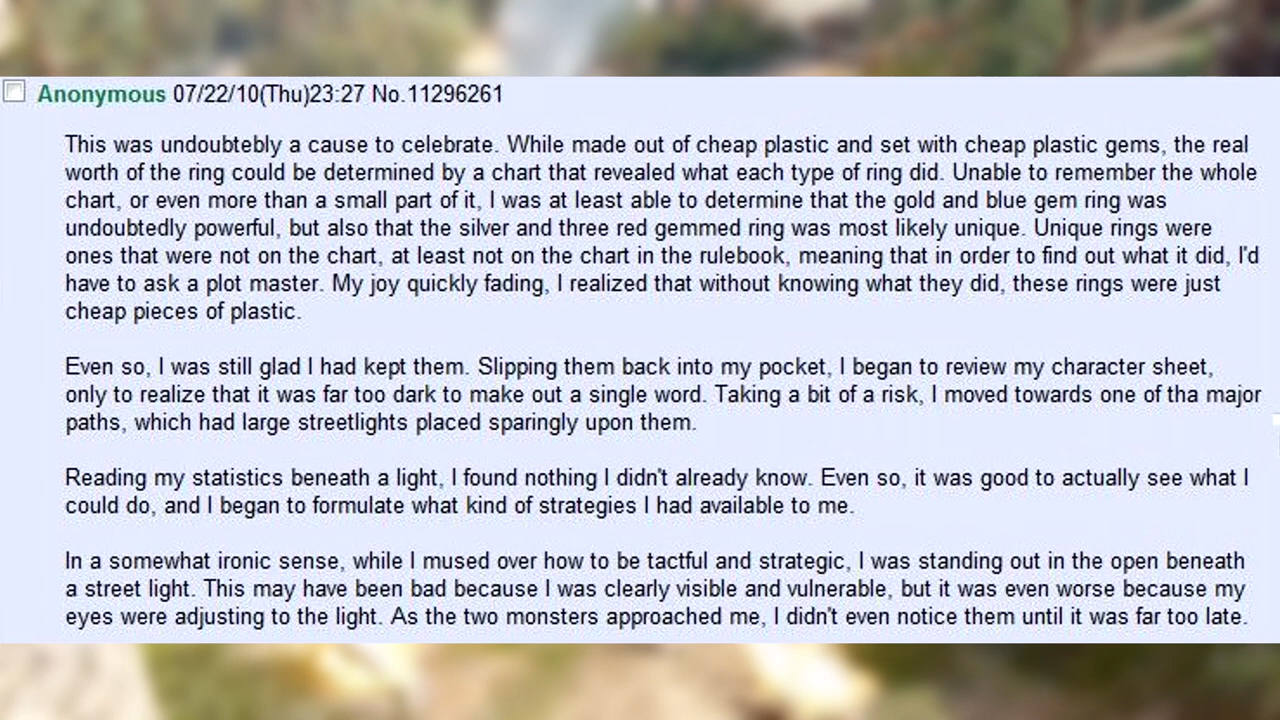 Anonymous 07/22/10(Thu)23:27 No.11296261
This was undoubtebly a cause to celebrate. While made out of cheap plastic and set with cheap plastic gems, the real
worth of the ring could be determined by a chart that revealed what each type of ring did. Unable to remember the whole
chart, or even more than a small part of it, I was at least able to determine that the gold and blue gem ring was
undoubtedly powerful, but also that the silver and three red gemmed ring was most likely unique. Unique rings were
ones that were not on the chart, at least not on the chart in the rulebook, meaning that in order to find out what it did, I'd
have to ask a plot master. My joy quickly fading, I realized that without knowing what they did, these rings were just
cheap pieces of plastic.
Even so, I was still glad I had kept them. Slipping them back into my pocket, I began to review my character sheet,
only to realize that it was far too dark to make out a single word. Taking a bit of a risk, I moved towards one of tha major
paths, which had large streetlights placed sparingly upon them.
Reading my statistics beneath a light, I found nothing I didn't already know. Even so, it was good to actually see what I
could do, and I began to formulate what kind of strategies I had available to me.
In a somewhat ironic sense, while I mused over how to be tactful and strategic, I was standing out in the open beneath
a street light. This may have been bad because I was clearly visible and vulnerable, but it was even worse because my
eyes were adjusting to the light. As the two monsters approached me, I didn't even notice them until it was far too late.